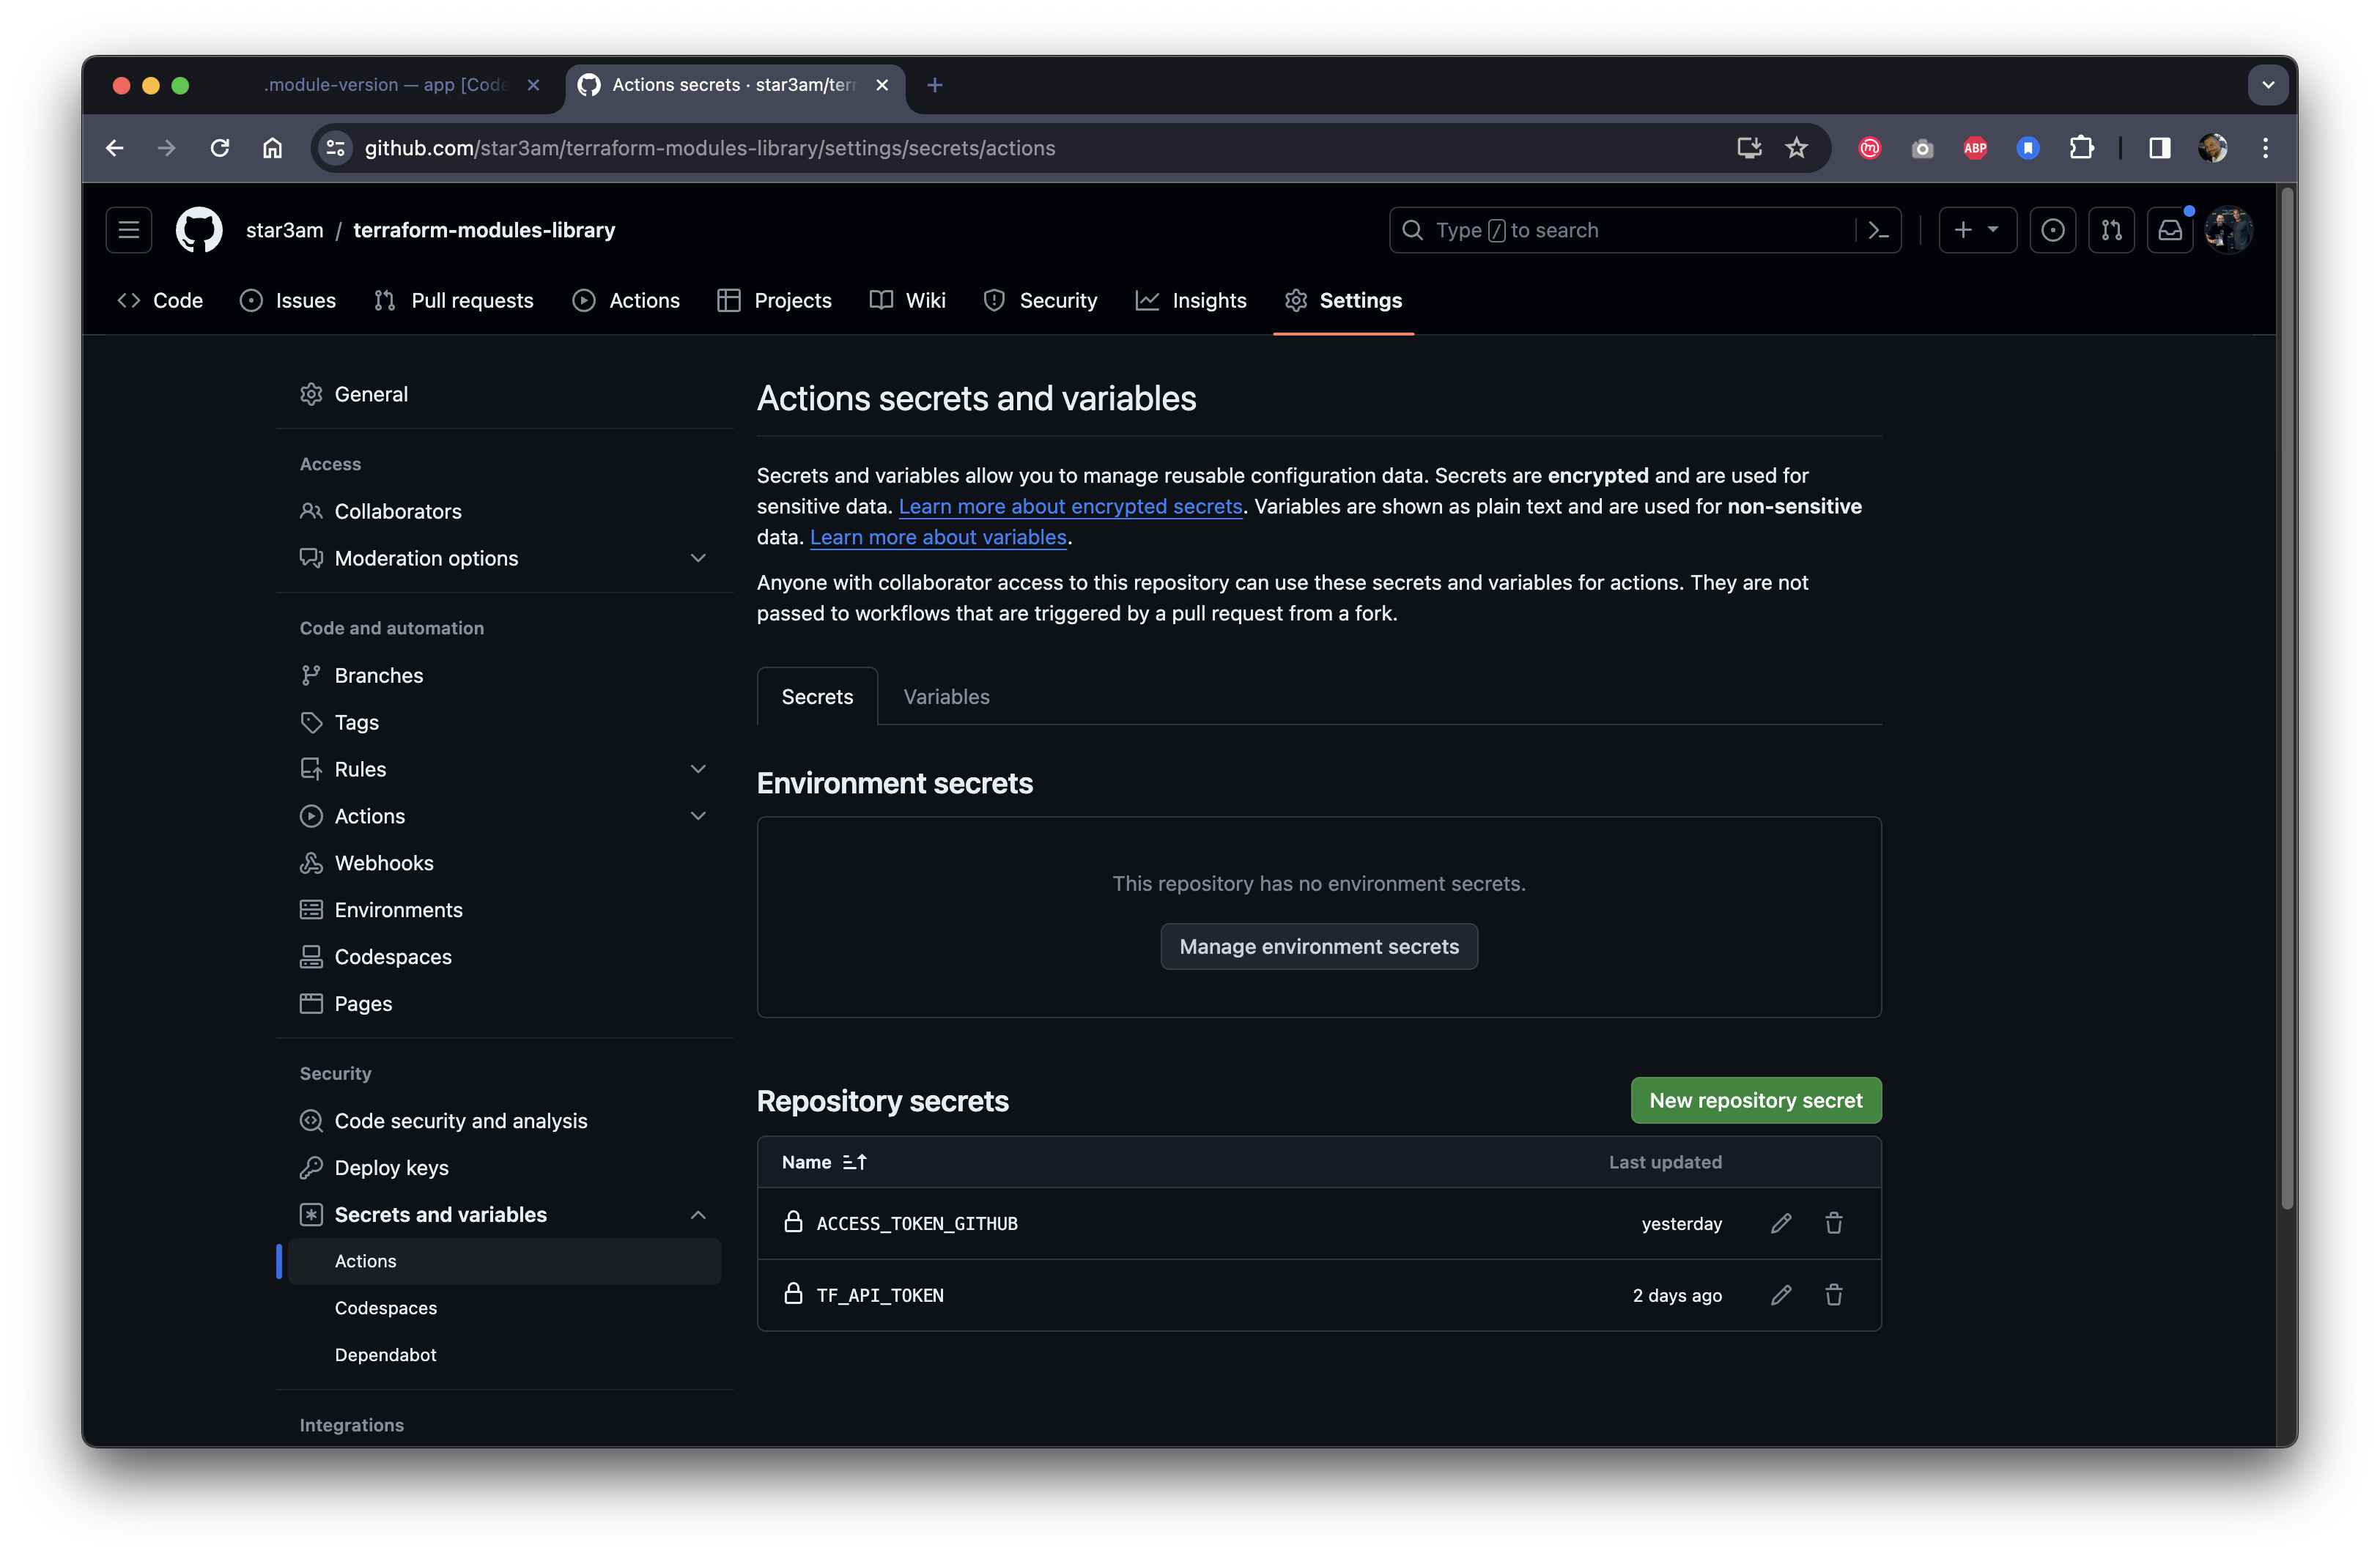 .module-version — app [Code
Actions secrets · star3am/terr
github.com/star3am/terraform-modules-library/settings/secrets/actions
ABP
star3am / terraform-modules-library
Type / to search
Code
Issues
Pull requests
Actions
Projects
Wiki
Security
Insights
Settings
General
Access
Collaborators
Moderation options
Code and automation
Branches
Tags
Rules
Actions
Webhooks
Environments
Codespaces
Pages
Security
Code security and analysis
Deploy keys
Secrets and variables
Actions
Codespaces
Dependabot
Integrations
Actions secrets and variables
Secrets and variables allow you to manage reusable configuration data. Secrets are encrypted and are used for
sensitive data. Learn more about encrypted secrets. Variables are shown as plain text and are used for non-sensitive
data. Learn more about variables.
Anyone with collaborator access to this repository can use these secrets and variables for actions. They are not
passed to workflows that are triggered by a pull request from a fork.
Secrets
Variables
Environment secrets
This repository has no environment secrets.
Manage environment secrets
Repository secrets
New repository secret
Name
Last updated
ACCESS_TOKEN_GITHUB
yesterday
TF_API_TOKEN
2 days ago